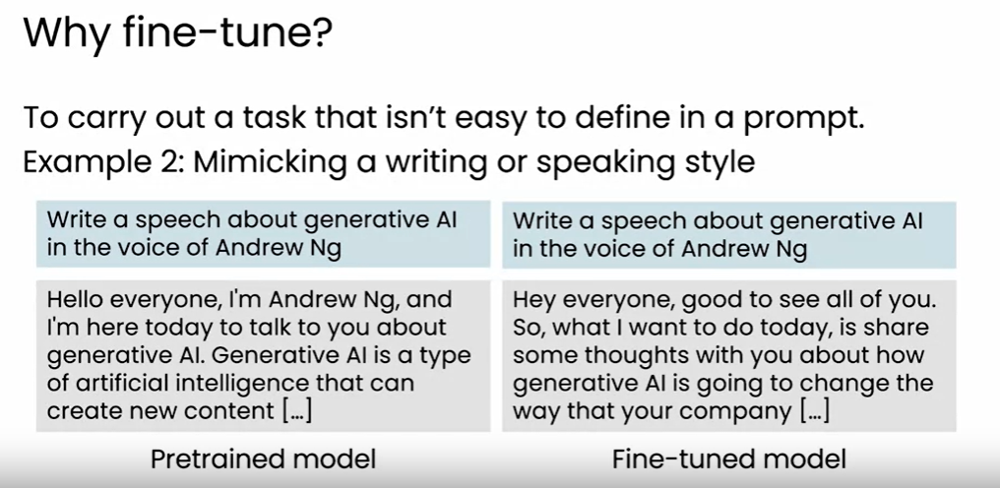 Why fine-tune?
To carry out a task that isn't easy to define in a prompt.
Example 2: Mimicking a writing or speaking style
Write a speech about generative AI
in the voice of Andrew Ng
Hello everyone, I'm Andrew Ng, and
I'm here today to talk to you about
generative AI. Generative AI is a type
of artificial intelligence that can
create new content [...]
Pretrained model
Write a speech about generative AI
in the voice of Andrew Ng
Hey everyone, good to see all of you.
So, what I want to do today, is share
some thoughts with you about how
generative AI is going to change the
way that your company [...]
Fine-tuned model